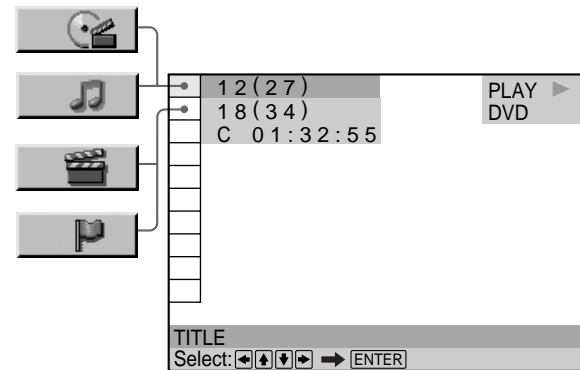 12(27)
18(34)
C 01:32:55
PLAY
DVD
TITLE
Select: ENTER